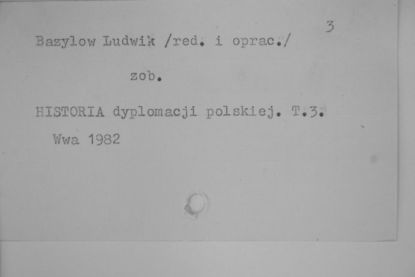 3
Bazylow Ludwik /red. i oprac./
zob.
HISTORIA dyplomacji polskiej. T.3.
Wwa 1982